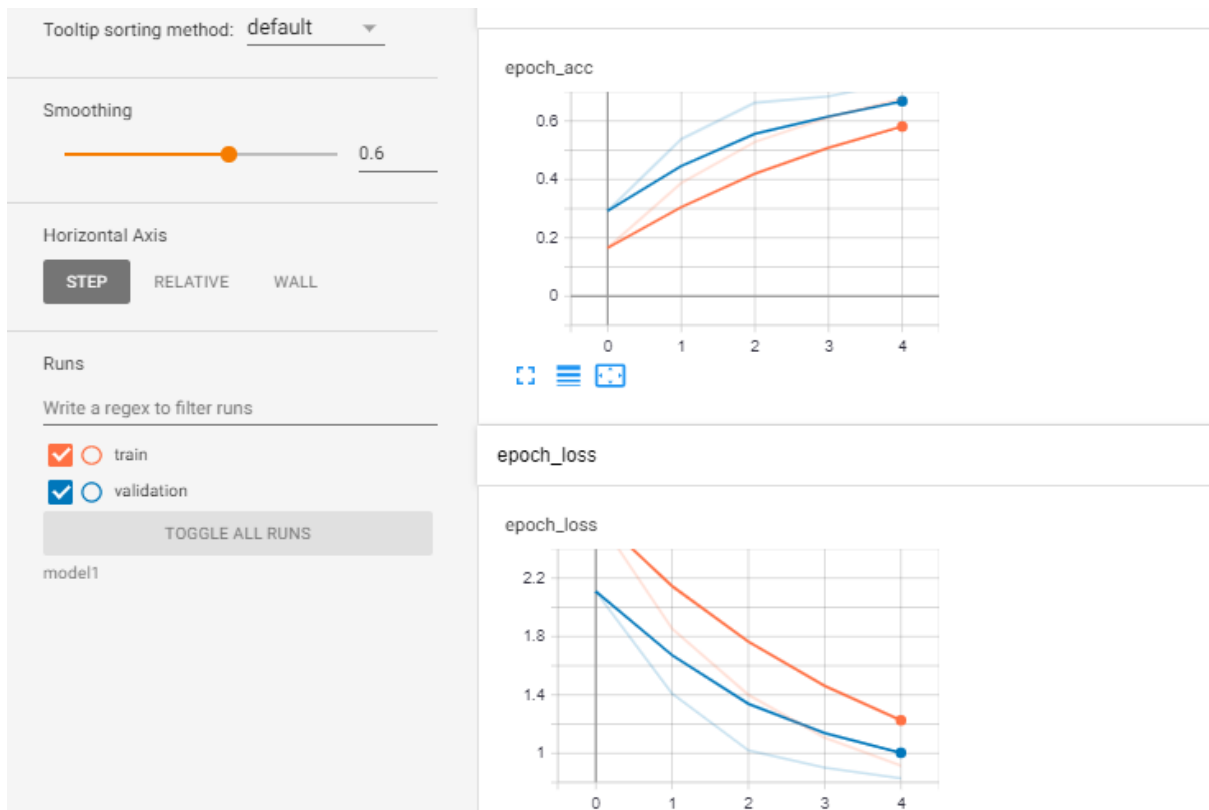 Tooltip sorting method: default
Smoothing
0.6
Horizontal Axis
STEP RELATIVE WALL
Runs
Write a regex to filter runs
train
validation
TOGGLE ALL RUNS
model1
epoch_acc
0.6
0.4
0.2
0
0 1 2 3 4
epoch_loss
epoch_loss
2.2
1.8
1.4
1
0 1 2 3 4